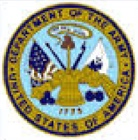 DEPARTMENT OF THE ARMY
UNITED STATES OF AMERICA
1775